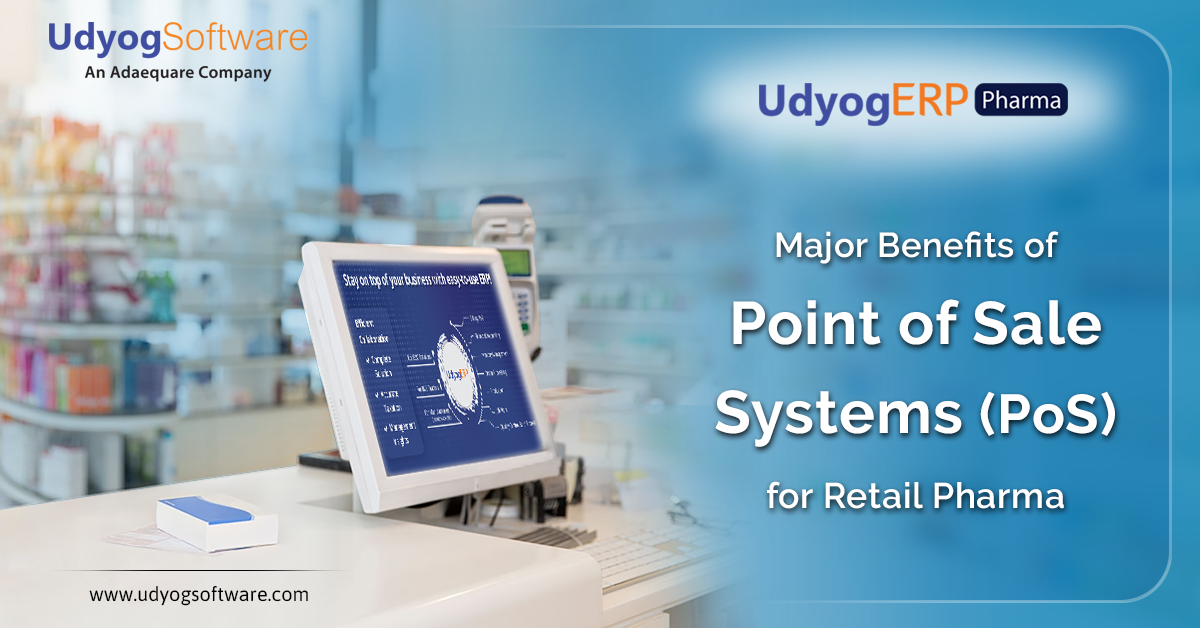 UdyogSoftware
An Adaequare Company
UdyogERP Pharma
Major Benefits of
Point of Sale
Systems (PoS)
for Retail Pharma
Stay on top of your business with easy-to-use ERP!
Efficient
Collaboration
✓ Complete
Solution
✓ Accurate
✓ Management
Insights
UdyogERP
www.udyogsoftware.com